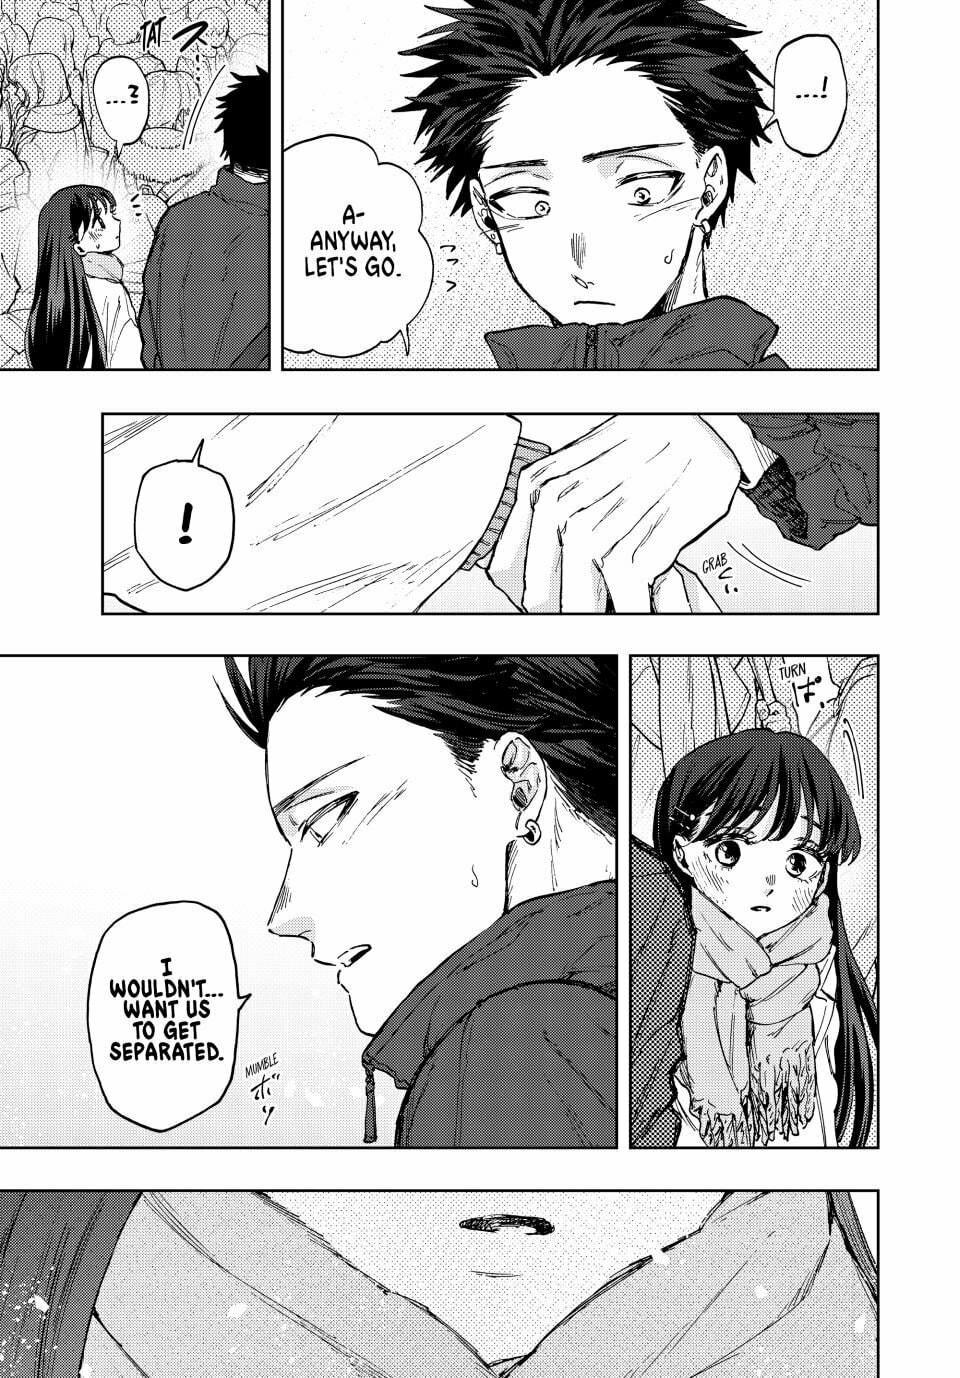 ....!
A-
ANYWAY,
LET'S GO.
TAT
ス
....?
!
GRAB
ぐ..
TURN
ぱ
I
WOULDN'T...
WANT US
TO GET
SEPARATED.
MUMBLE
ボソ